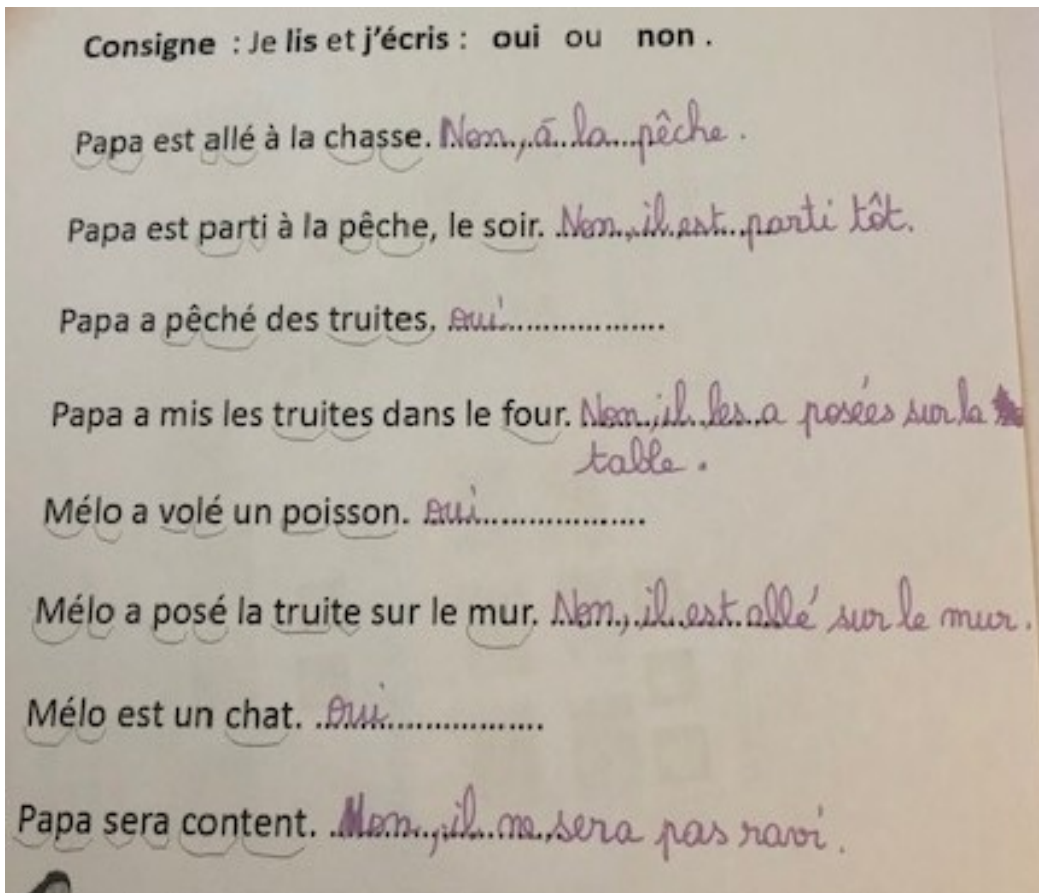 Consigne : Je lis et j'écris : oui ou non .
Papa est allé à la chasse. Non, à la pêche .
Papa est parti à la pêche, le soir. Non, il est parti tôt.
Papa a pêché des truites. oui
Papa a mis les truites dans le four. Non, il les a posées sur la
table .
Mélo a volé un poisson. oui
Mélo a posé la truite sur le mur. Non, il est allé sur le mur.
Mélo est un chat. oui
Papa sera content. Non, il ne sera pas ravi.